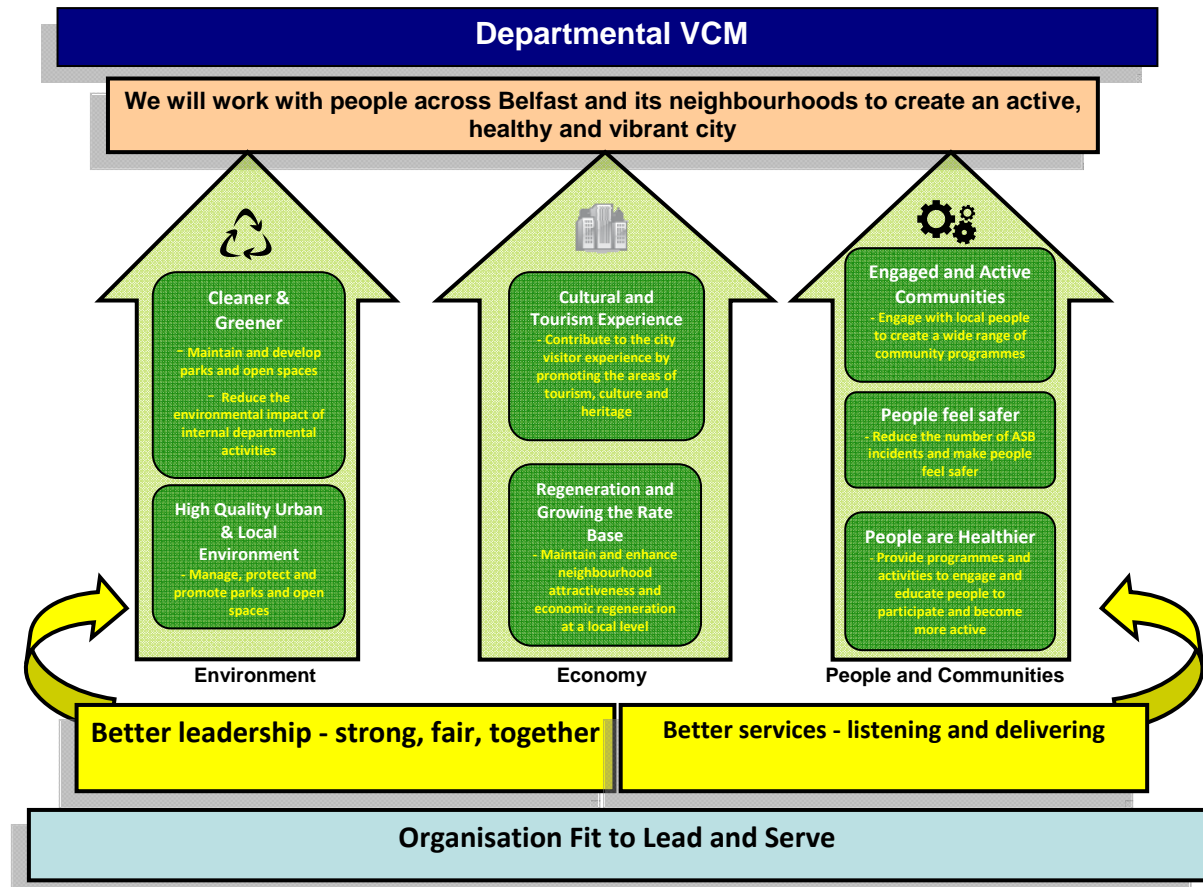 Departmental VCM
We will work with people across Belfast and its neighbourhoods to create an active,
healthy and vibrant city
Cleaner &
Greener
- Maintain and develop
parks and open spaces
- Reduce the
environmental impact of
internal departmental
activities
High Quality Urban
& Local
Environment
- Manage, protect and
promote parks and open
spaces
Environment
Cultural and
Tourism Experience
- Contribute to the city
visitor experience by
promoting the areas of
tourism, culture and
heritage
Regeneration and
Growing the Rate
Base
- Maintain and enhance
neighbourhood
attractiveness and
economic regeneration
at a local level
Economy
Engaged and Active
Communities
- Engage with local people
to create a wide range of
community programmes
People feel safer
- Reduce the number of ASB
incidents and make people
feel safer
People are Healthier
- Provide programmes and
activities to engage and
educate people to
participate and become
more active
People and Communities
Better leadership - strong, fair, together
Better services - listening and delivering
Organisation Fit to Lead and Serve